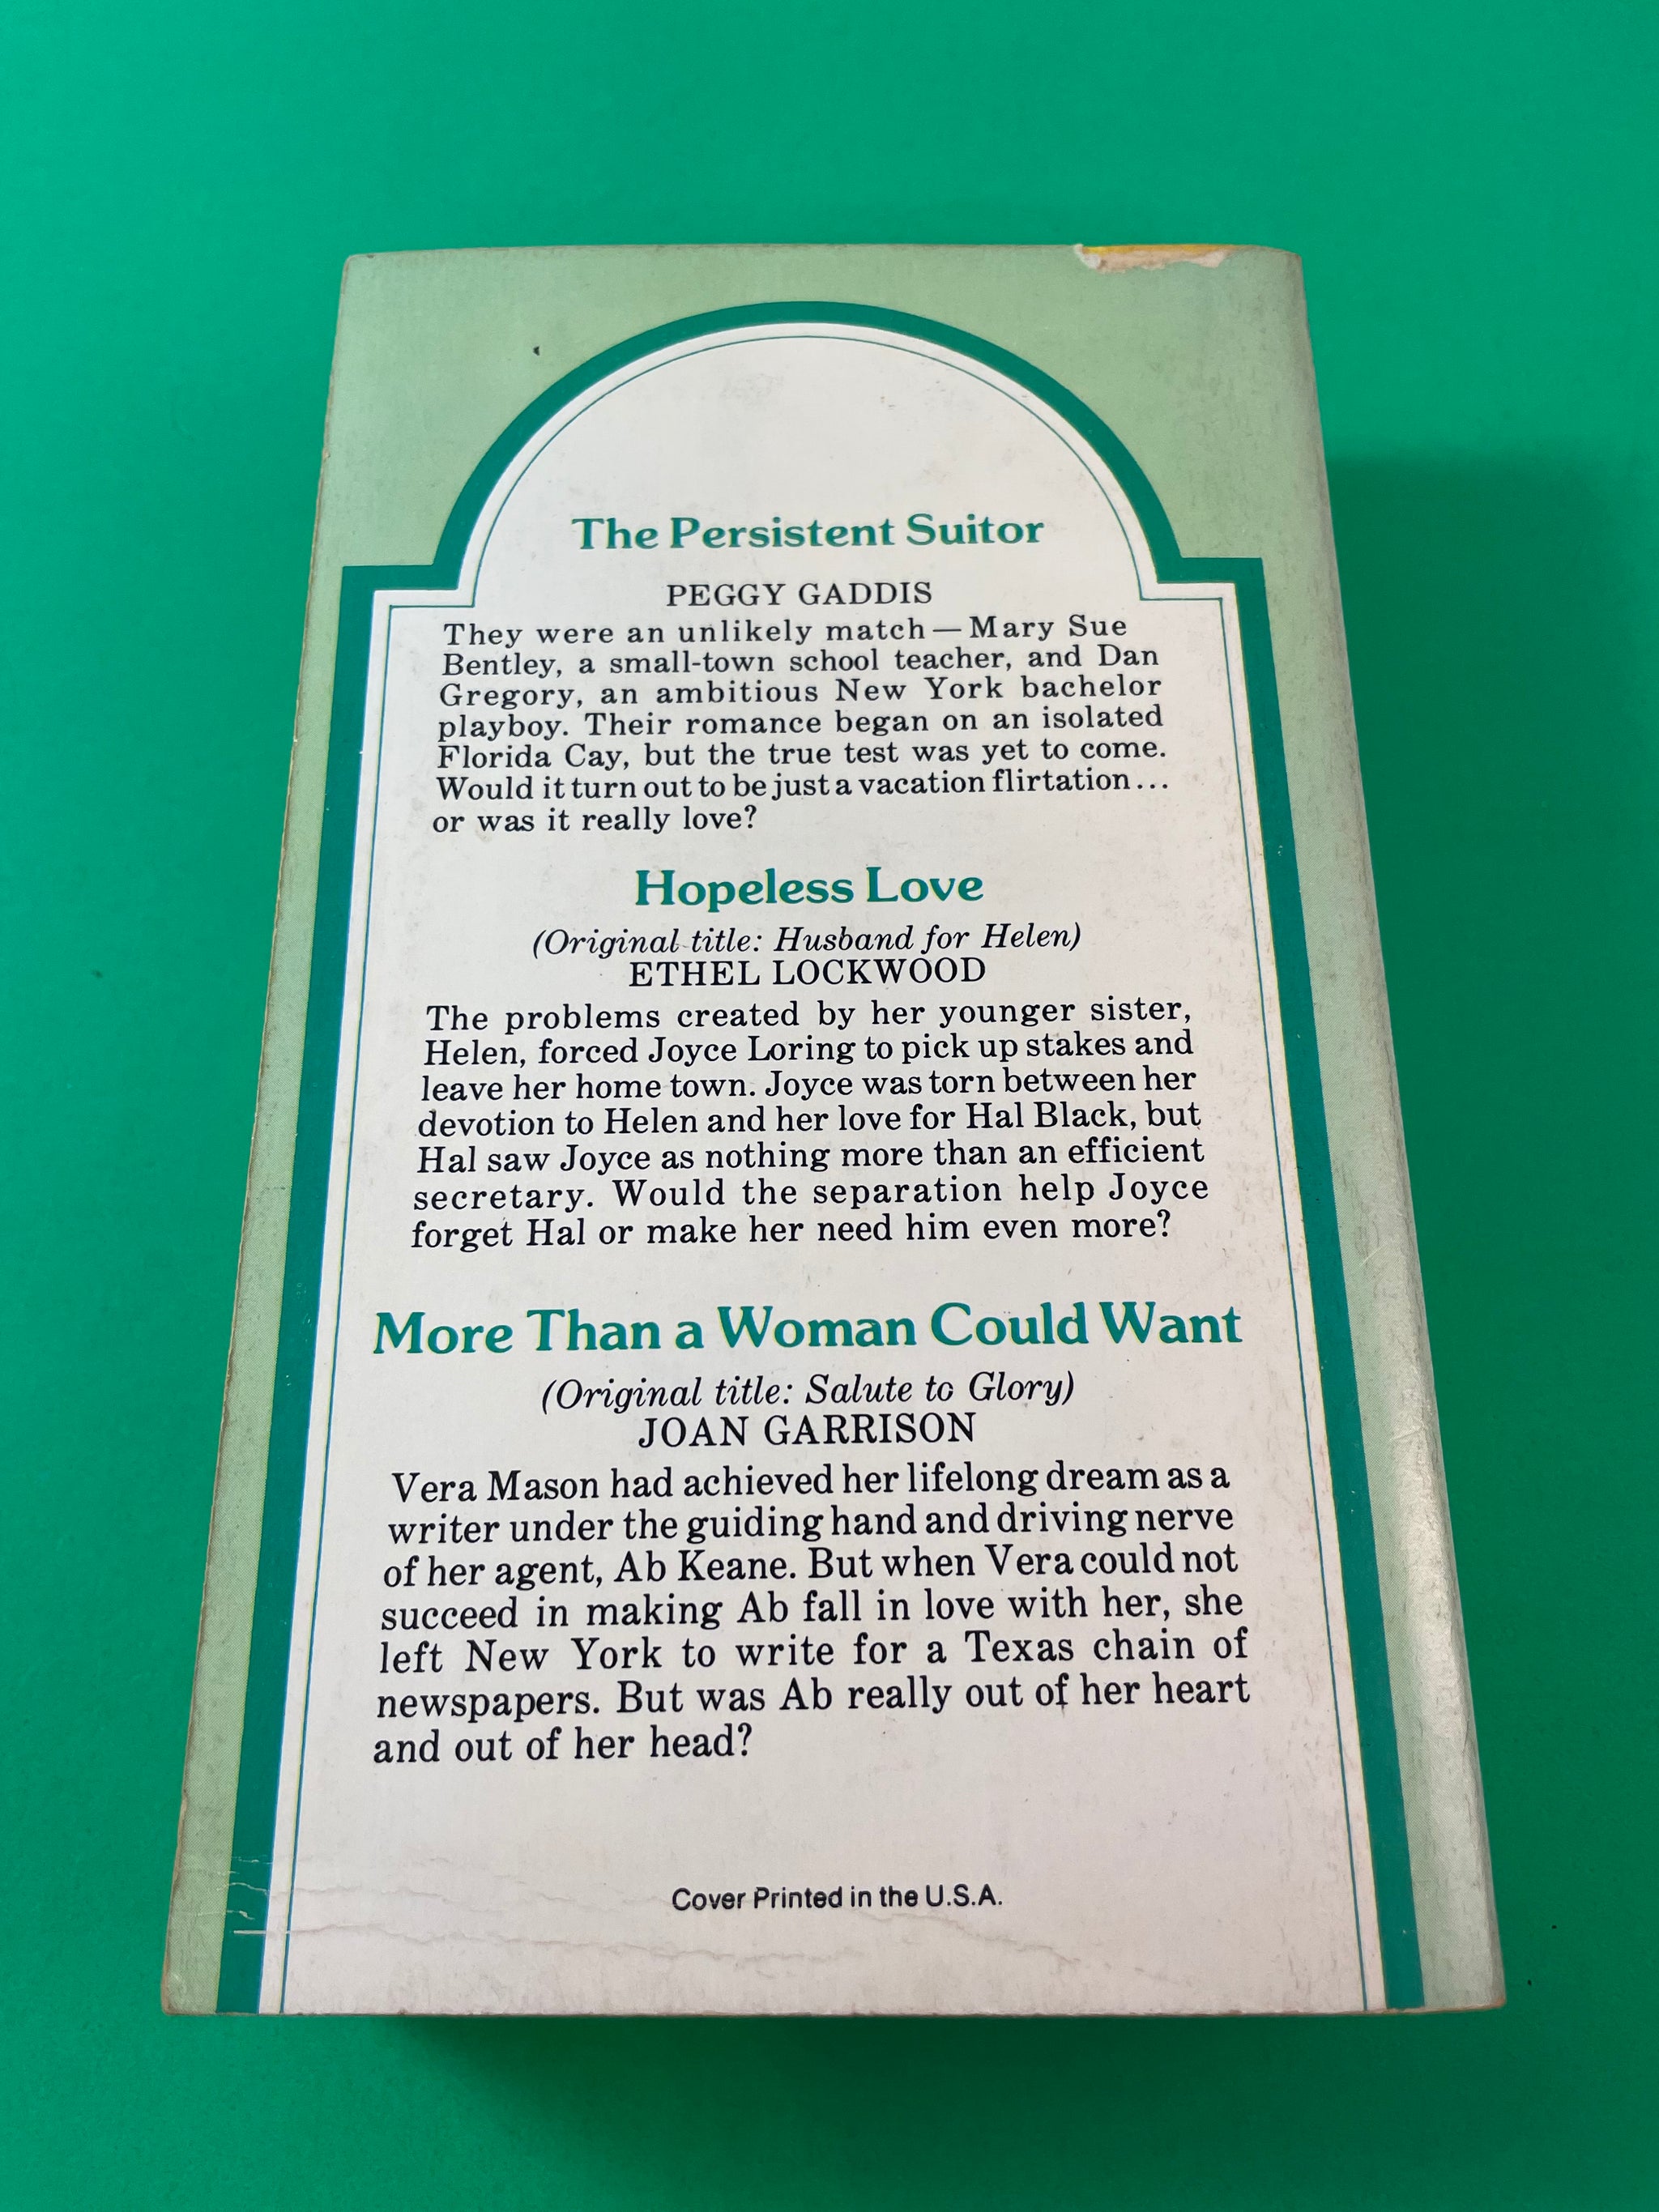 The Persistent Suitor
PEGGY GADDIS
They were an unlikely match—Mary Sue
Bentley, a small-town school teacher, and Dan
Gregory, an ambitious New York bachelor
playboy. Their romance began on an isolated
Florida Cay, but the true test was yet to come.
Would it turn out to be just a vacation flirtation...
or was it really love?
Hopeless Love
(Original title: Husband for Helen)
ETHEL LOCKWOOD
The problems created by her younger sister,
Helen, forced Joyce Loring to pick up stakes and
leave her home town. Joyce was torn between her
devotion to Helen and her love for Hal Black, but
Hal saw Joyce as nothing more than an efficient
secretary. Would the separation help Joyce
forget Hal or make her need him even more?
More Than a Woman Could Want
(Original title: Salute to Glory)
JOAN GARRISON
Vera Mason had achieved her lifelong dream as a
writer under the guiding hand and driving nerve
of her agent, Ab Keane. But when Vera could not
succeed in making Ab fall in love with her, she
left New York to write for a Texas chain of
newspapers. But was Ab really out of her heart
and out of her head?
Cover Printed in the U.S.A.